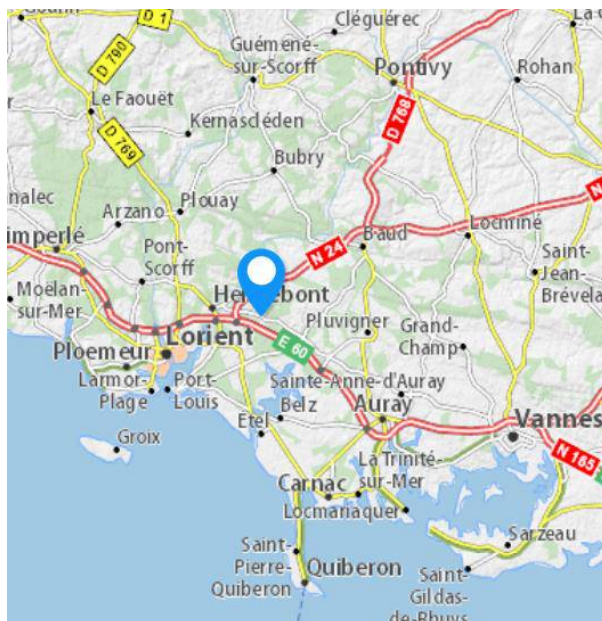 D 1
Cléguérec
D 790
Guémené-
sur-Scorff
Pontivy
Rohan
Le Faouët
D 768
Kernascléden
D 769
Bubry
Plouay
Arzano
Locminé
Baud
N 24
Pont-
Scorff
Saint-
Jean-
Brévela
Moëlan-
sur-Mer
Pluvigner
Grand-
Champ
Lorient
E 60
Ploemeur
Larmor-
Plage
Port-
Louis
Sainte-Anne-d'Auray
Belz
Auray
Etel
Vannes
Groix
N 165
La Trinité-
sur-Mer
Carnac
Locmariaquer
Sarzeau
Saint-
Pierre-
Quiberon
Quiberon
Saint-
Gildas-
de-Rhuys